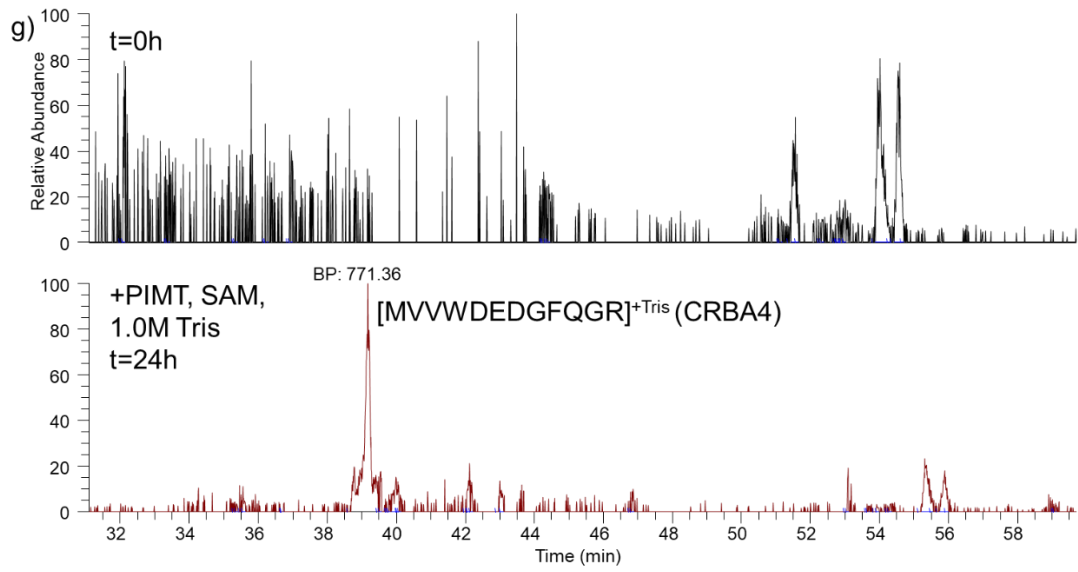 g)
t=0h
100
80
60
40
20
0
Relative Abundance
BP: 771.36
+PIMT, SAM,
1.0M Tris
t=24h
[MVVWDEDGFQGR]+Tris (CRBA4)
100
80
60
40
20
0
32 34 36 38 40 42 44 46 48 50 52 54 56 58
Time (min)